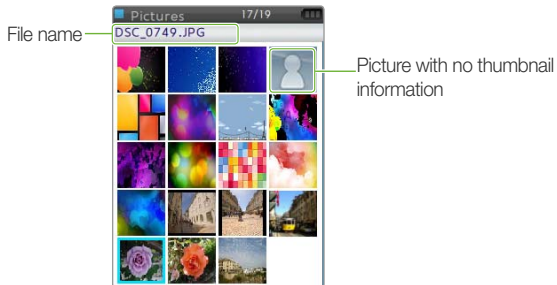 Pictures 17/19
DSC_0749.JPG
File name
Picture with no thumbnail
information